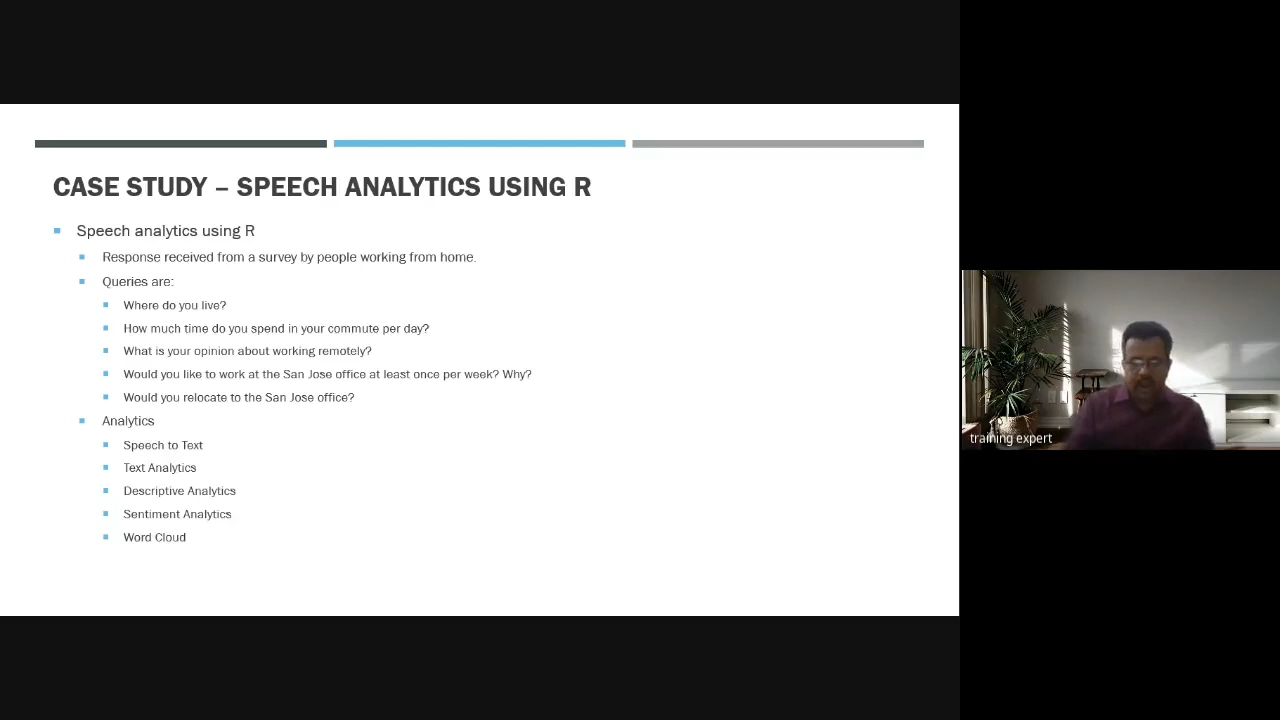 CASE STUDY – SPEECH ANALYTICS USING R
Speech analytics using R
Response received from a survey by people working from home.
Queries are:
Where do you live?
How much time do you spend in your commute per day?
What is your opinion about working remotely?
Would you like to work at the San Jose office at least once per week? Why?
Would you relocate to the San Jose office?
Analytics
Speech to Text
Text Analytics
Descriptive Analytics
Sentiment Analytics
Word Cloud
training expert